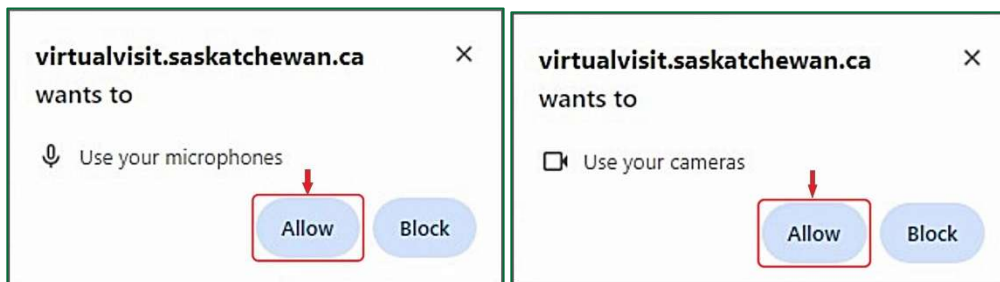 virtualvisit.saskatchewan.ca
wants to
Use your microphones
Allow Block
virtualvisit.saskatchewan.ca
wants to
Use your cameras
Allow Block